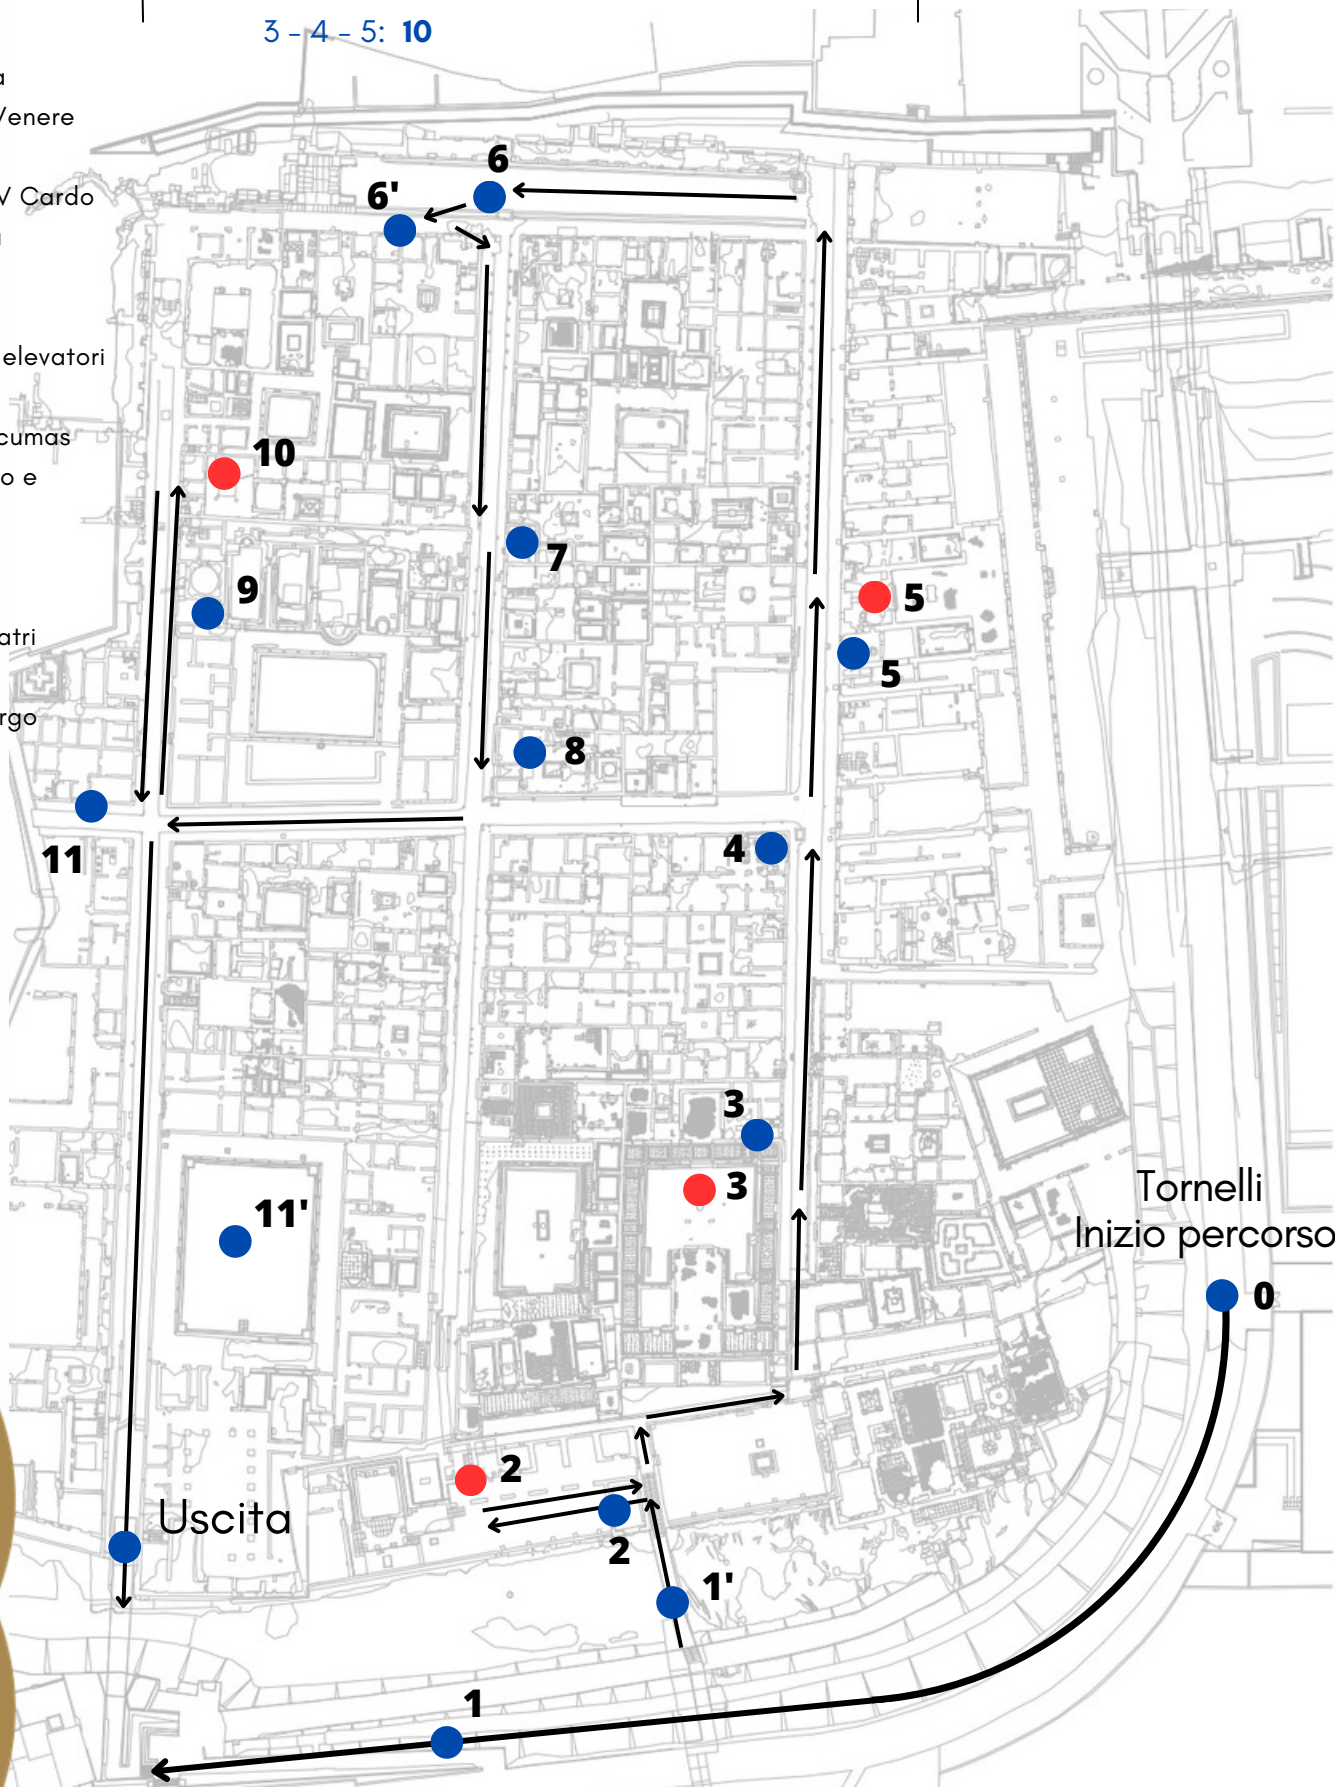 3 - 4 - 5: 10
a
Venere
V Cardo
elevatori
cumas
o e
atri
rgo
6
6'
10
7
9
5
5
8
4
11
3
3
11'
Tornelli
Inizio percorso
0
2
Uscita
2
1'
1